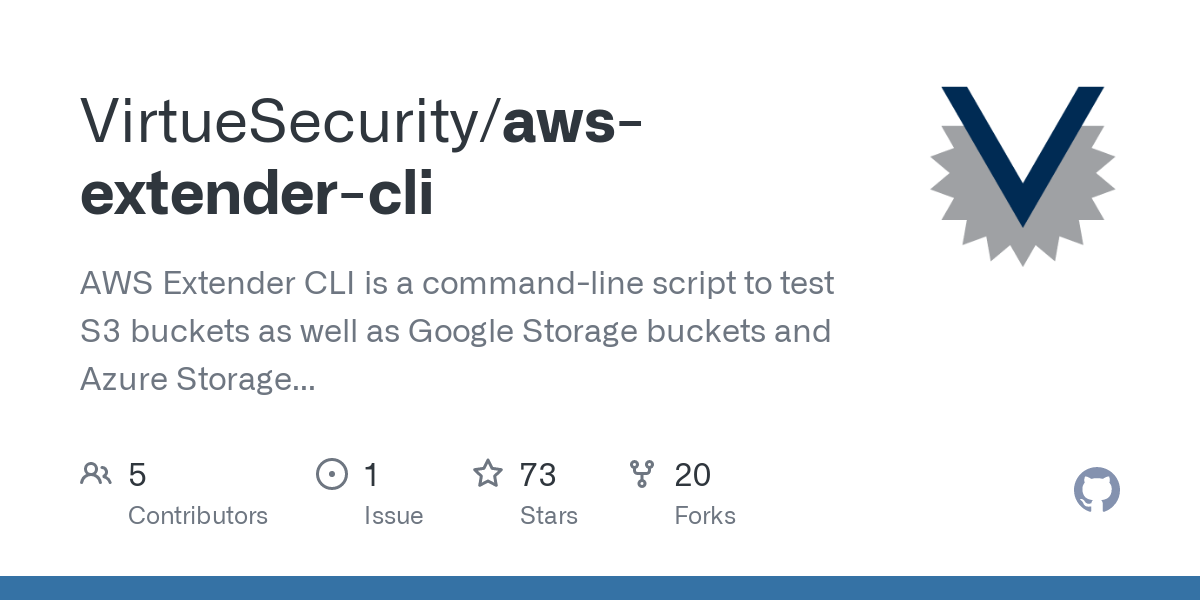 VirtueSecurity/aws-
extender-cli
AWS Extender CLI is a command-line script to test
S3 buckets as well as Google Storage buckets and
Azure Storage...
5 1 73 20
Contributors Issue Stars Forks